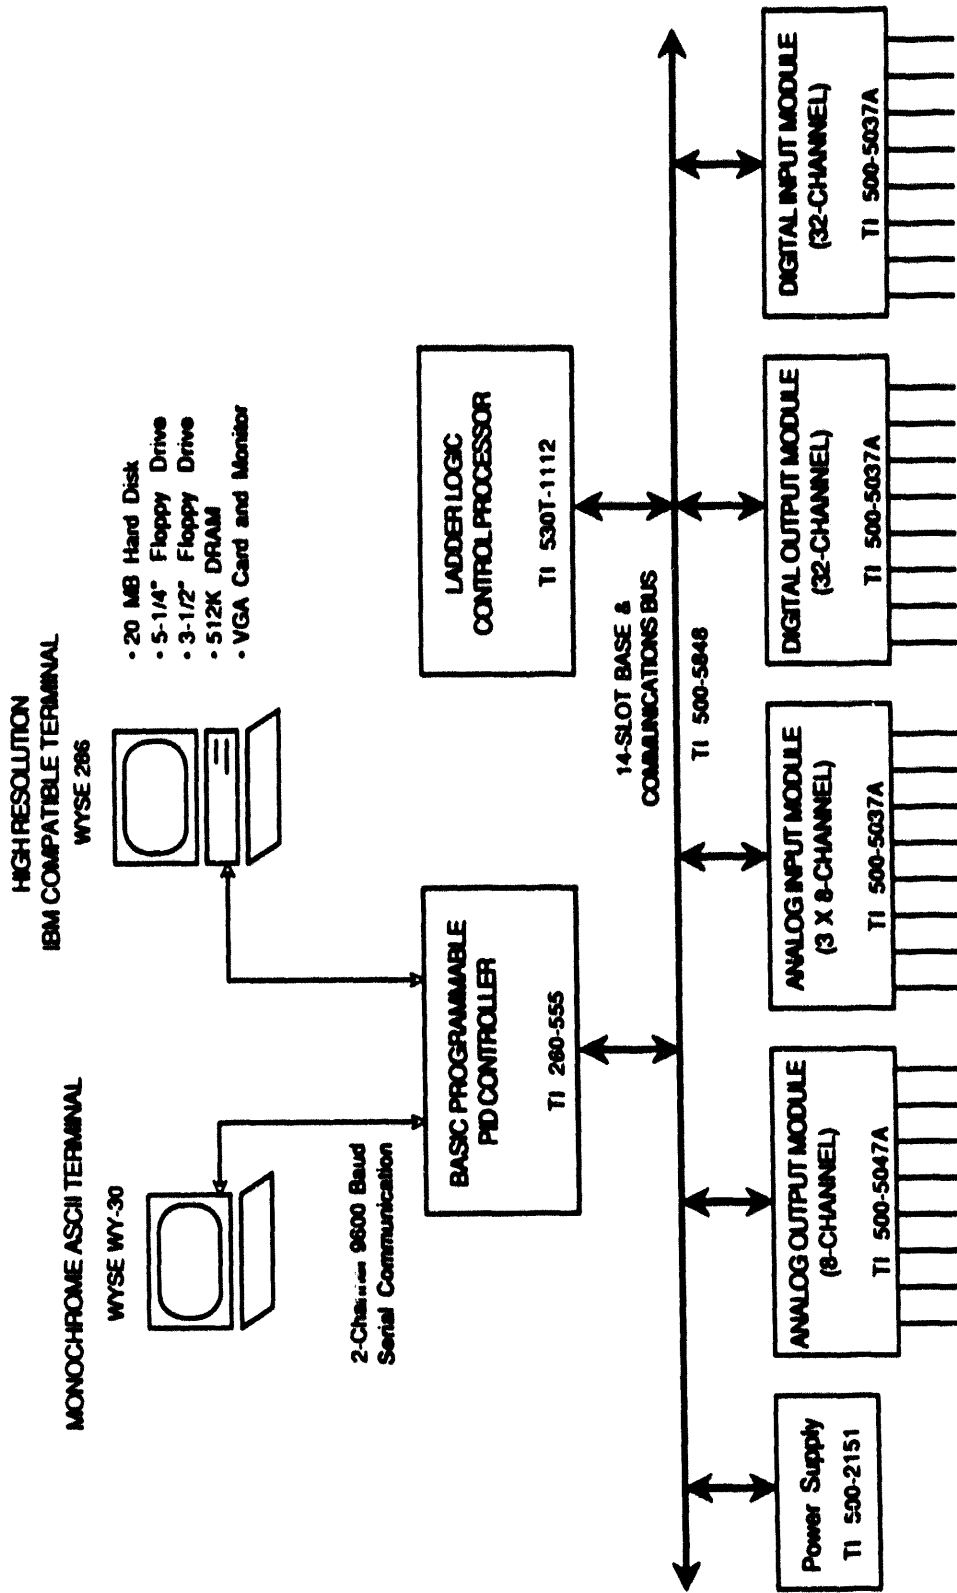 MONOCHROME ASCII TERMINAL
WYSE WY-30
HIGH RESOLUTION
IBM COMPATIBLE TERMINAL
WYSE 286
• 20 MB Hard Disk
• 5-1/4" Floppy Drive
• 3-1/2" Floppy Drive
• 512K DRAM
• VGA Card and Monitor
2-Channel 9600 Baud
Serial Communication
BASIC PROGRAMMABLE
PID CONTROLLER
TI 260-555
LADDER LOGIC
CONTROL PROCESSOR
TI 530T-1112
14-SLOT BASE &
COMMUNICATIONS BUS
TI 500-5848
Power Supply
TI 500-2151
ANALOG OUTPUT MODULE
(8-CHANNEL)
TI 500-5047A
ANALOG INPUT MODULE
(3 X 8-CHANNEL)
TI 500-5037A
DIGITAL OUTPUT MODULE
(32-CHANNEL)
TI 500-5037A
DIGITAL INPUT MODULE
(32-CHANNEL)
TI 500-5037A